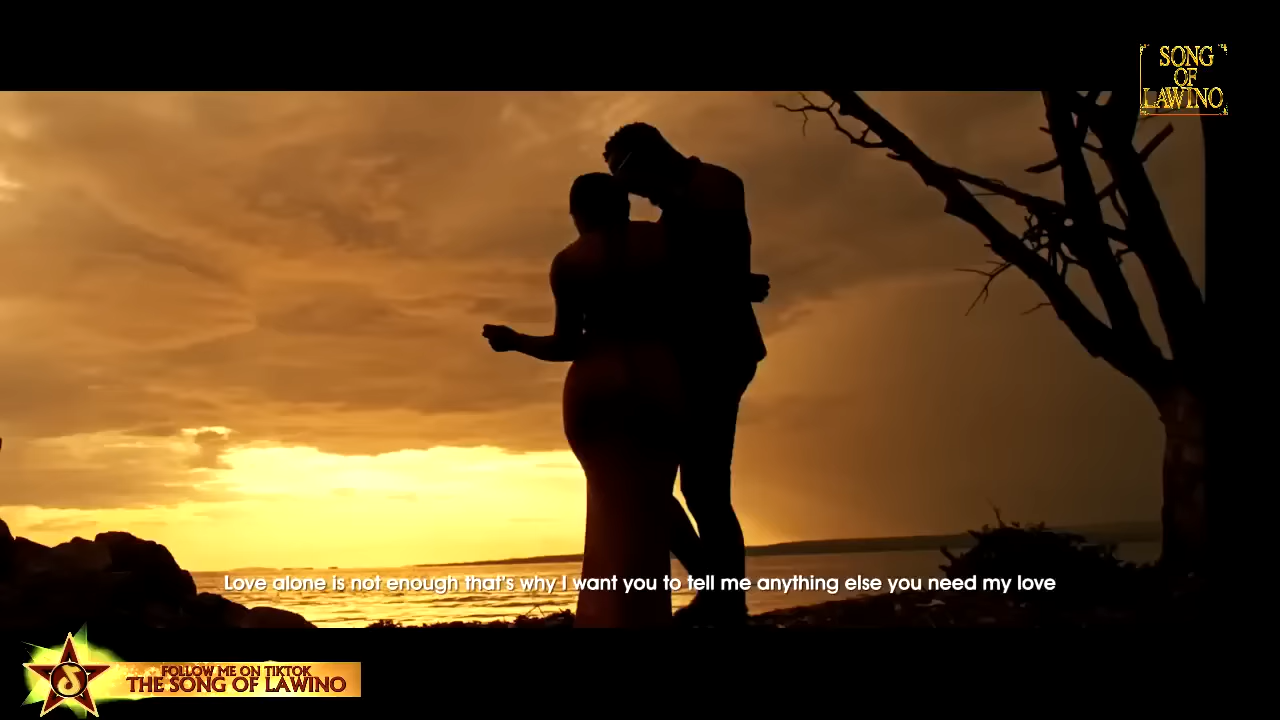 SONG
OF
LAWINO
Love alone is not enough that's why I want you to tell me anything else you need my love
FOLLOW ME ON TIKTOK
THE SONG OF LAWINO